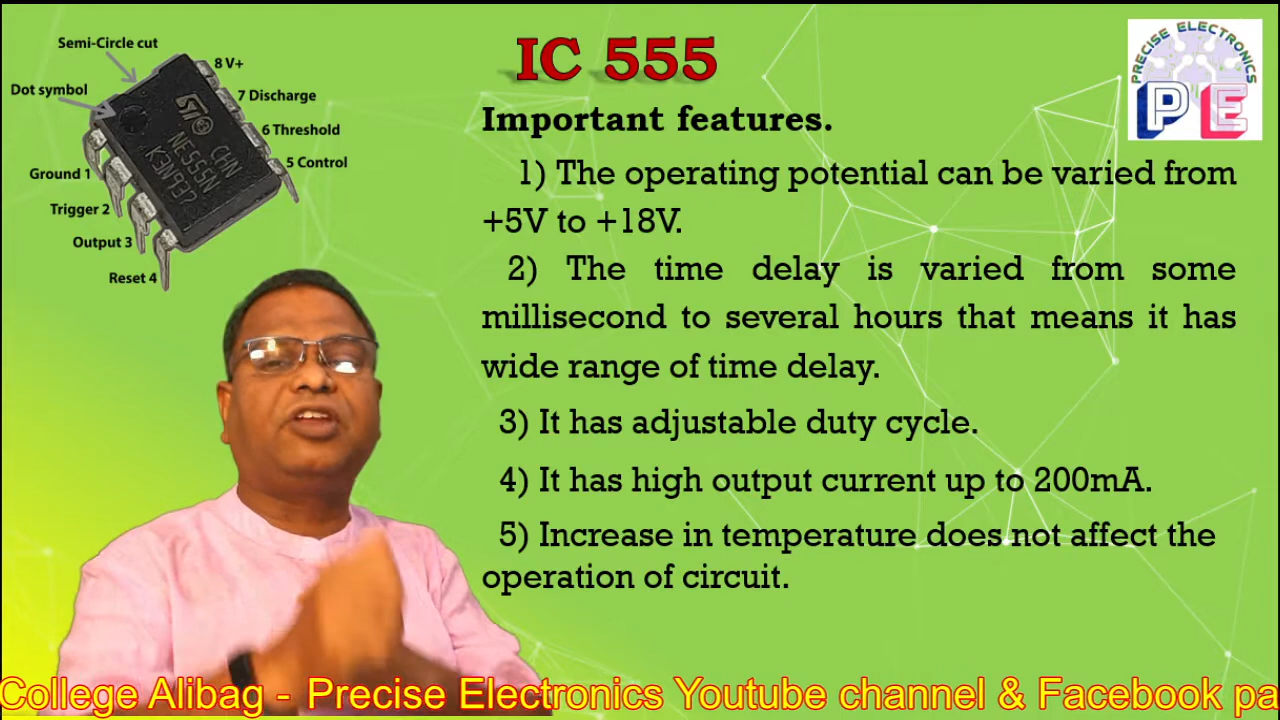 IC 555
Important features.
1) The operating potential can be varied from
+5V to +18V.
2) The time delay is varied from some
millisecond to several hours that means it has
wide range of time delay.
3) It has adjustable duty cycle.
4) It has high output current up to 200mA.
5) Increase in temperature does not affect the
operation of circuit.
Semi-Circle cut
Dot symbol
8 V+
7 Discharge
6 Threshold
5 Control
Ground 1
Trigger 2
Output 3
Reset 4
ST
CHN
NE555N
K3N937
PRECISE ELECTRONICS
PE
College Alibag - Precise Electronics Youtube channel & Facebook pa